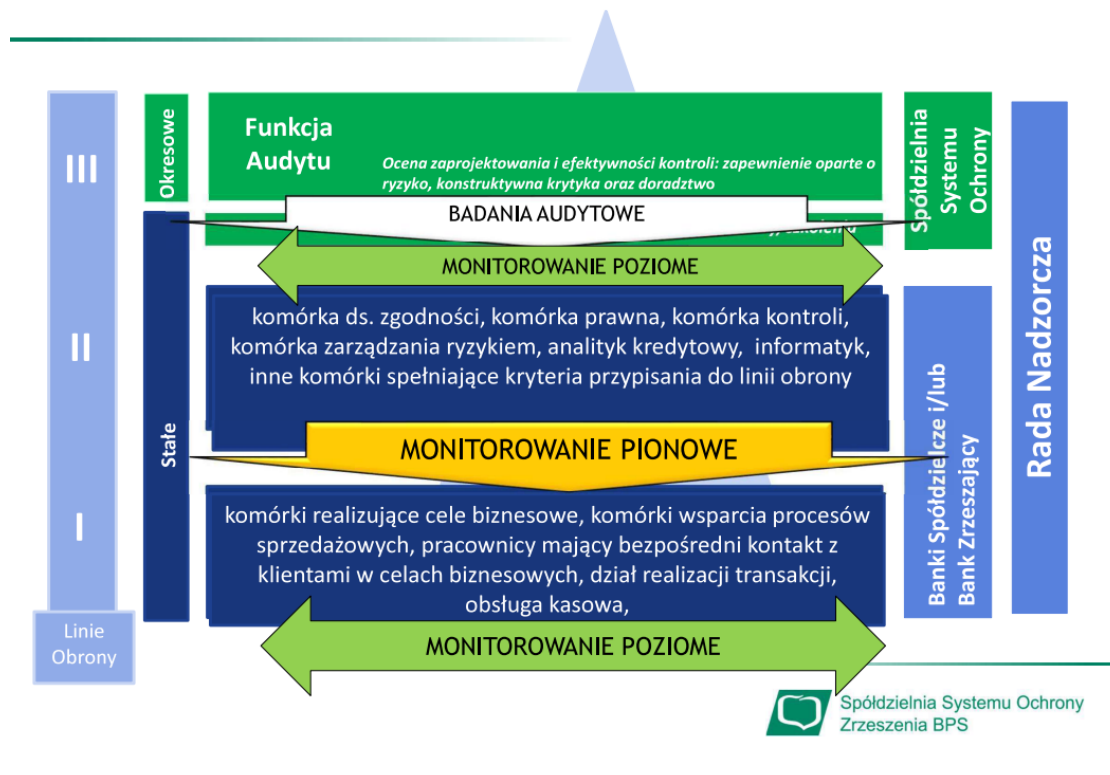 III
II
I
Linie
Obrony
Okresowe
Stałe
Funkcja
Audytu
Ocena zaprojektowania i efektywności kontroli: zapewnienie oparte o
ryzyko, konstruktywna krytyka oraz doradztwo
BADANIA AUDYTOWE
MONITOROWANIE POZIOME
komórka ds. zgodności, komórka prawna, komórka kontroli,
komórka zarządzania ryzykiem, analityk kredytowy, informatyk,
inne komórki spełniające kryteria przypisania do linii obrony
MONITOROWANIE PIONOWE
komórki realizujące cele biznesowe, komórki wsparcia procesów
sprzedażowych, pracownicy mający bezpośredni kontakt z
klientami w celach biznesowych, dział realizacji transakcji,
obsługa kasowa,
MONITOROWANIE POZIOME
Spółdzielnia
Systemu
Ochrony
Banki Spółdzielcze i/lub
Bank Zrzeszający
Rada Nadzorcza
Spółdzielnia Systemu Ochrony
Zrzeszenia BPS